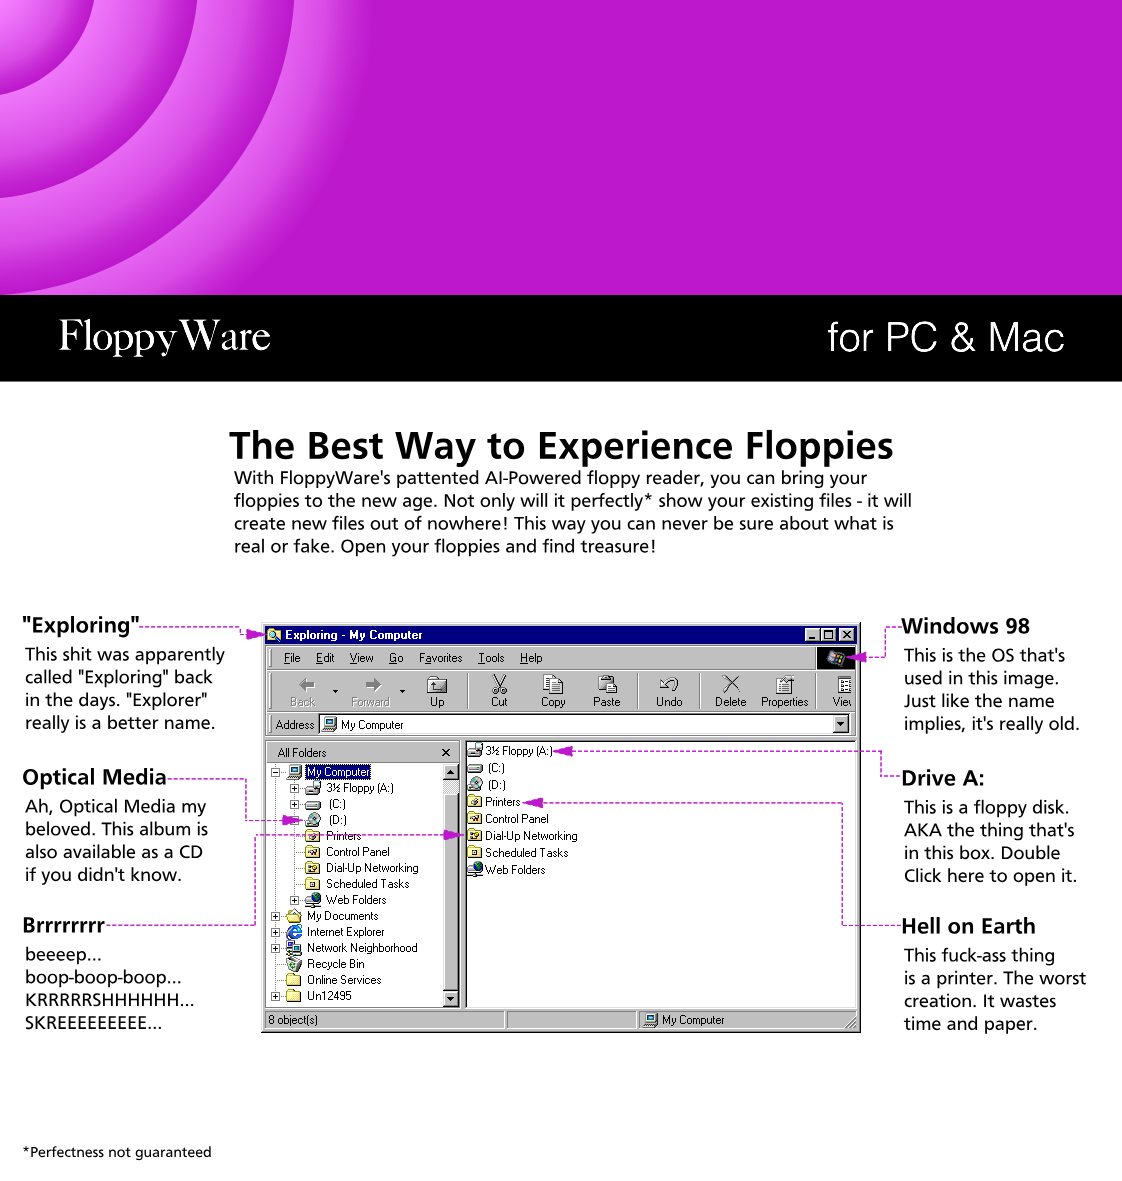 FloppyWare
for PC & Mac
The Best Way to Experience Floppies
With FloppyWare's pattented AI-Powered floppy reader, you can bring your
floppies to the new age. Not only will it perfectly* show your existing files - it will
create new files out of nowhere! This way you can never be sure about what is
real or fake. Open your floppies and find treasure!
"Exploring"
This shit was apparently
called "Exploring" back
in the days. "Explorer"
really is a better name.
Optical Media
Ah, Optical Media my
beloved. This album is
also available as a CD
if you didn't know.
Brrrrrrrr
beeeep...
boop-boop-boop...
KRRRRRSHHHHHH...
SKREEEEEEEEE...
Exploring - My Computer
File Edit View Go Favorites Tools Help
Back Forward Up Cut Copy Paste Undo Delete Properties View
Address My Computer
All Folders
My Computer
3½ Floppy (A:)
(C:)
(D:)
Printers
Control Panel
Dial-Up Networking
Scheduled Tasks
Web Folders
My Documents
Internet Explorer
Network Neighborhood
Recycle Bin
Online Services
Un12495
3½ Floppy (A:)
(C:)
(D:)
Printers
Control Panel
Dial-Up Networking
Scheduled Tasks
Web Folders
8 object(s)
My Computer
Windows 98
This is the OS that's
used in this image.
Just like the name
implies, it's really old.
Drive A:
This is a floppy disk.
AKA the thing that's
in this box. Double
Click here to open it.
Hell on Earth
This fuck-ass thing
is a printer. The worst
creation. It wastes
time and paper.
*Perfectness not guaranteed